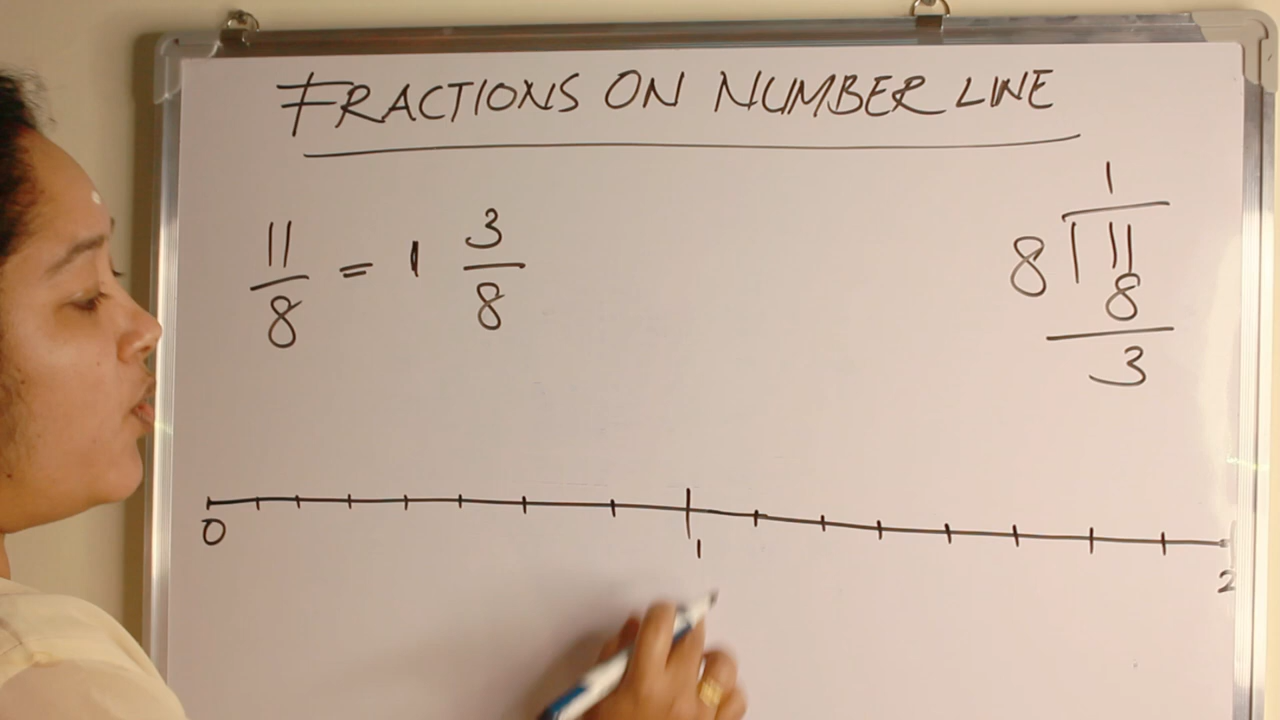 FRACTIONS ON NUMBER LINE
11/8 = 1 3/8
1
8 11
8
3
0 1 2